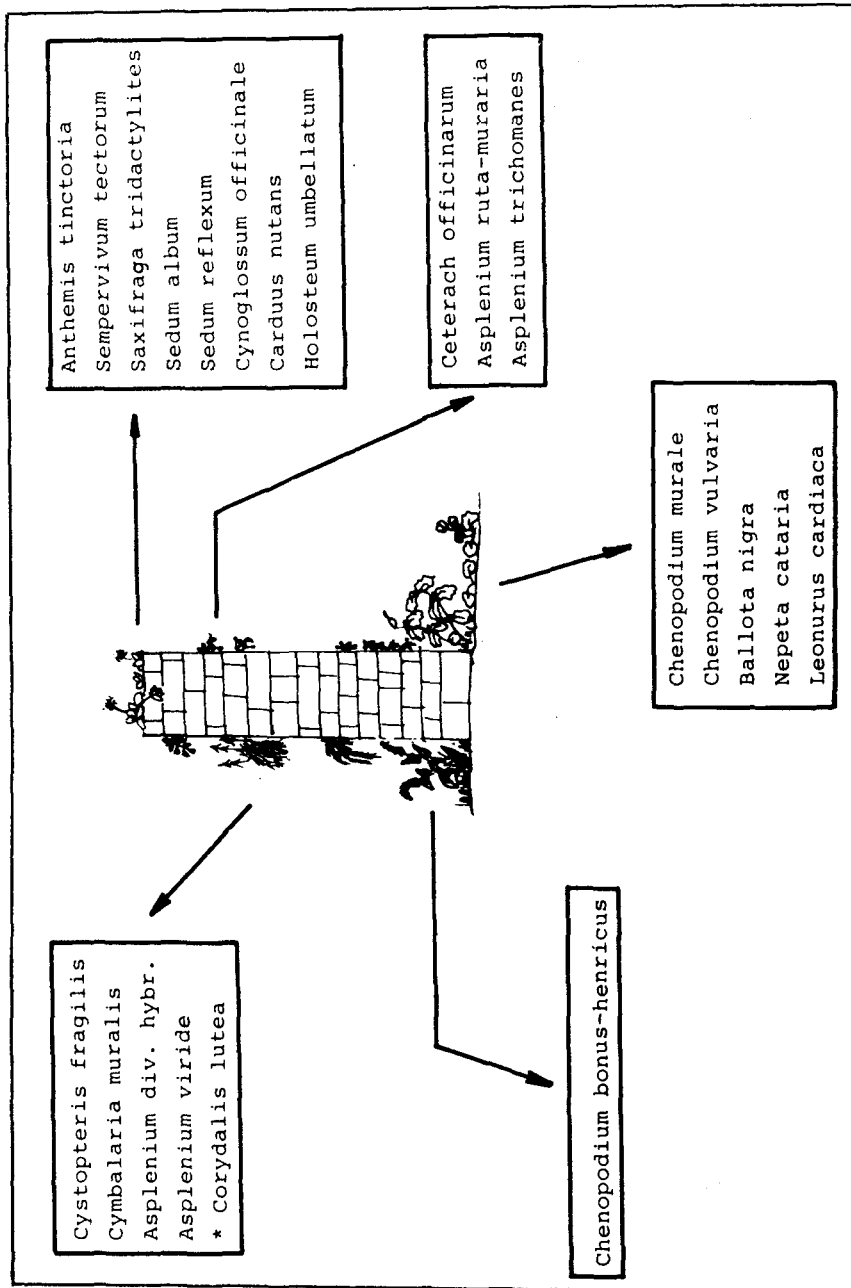 Cystopteris fragilis
Cymbalaria muralis
Asplenium div. hybr.
Asplenium viride
* Corydalis lutea
Anthemis tinctoria
Sempervivum tectorum
Saxifraga tridactylites
Sedum album
Sedum reflexum
Cynoglossum officinale
Carduus nutans
Holosteum umbellatum
Ceterach officinarum
Asplenium ruta-muraria
Asplenium trichomanes
Chenopodium bonus-henricus
Chenopodium murale
Chenopodium vulvaria
Ballota nigra
Nepeta cataria
Leonurus cardiaca